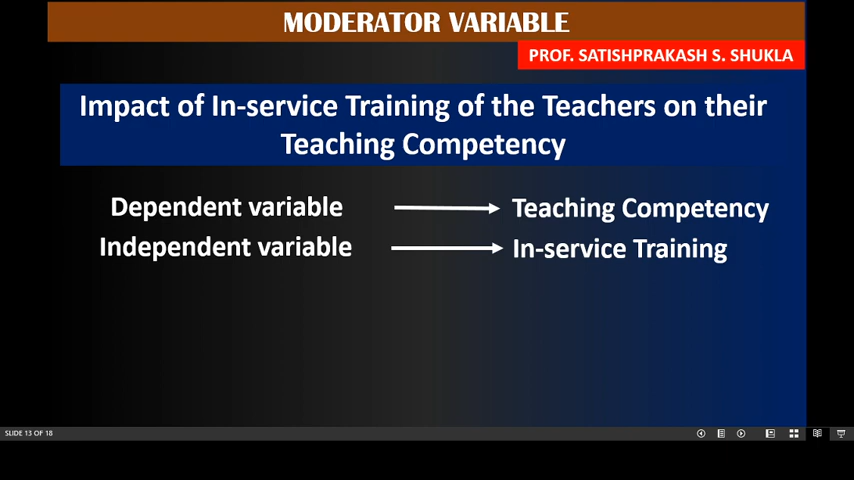 MODERATOR VARIABLE
PROF. SATISHPRAKASH S. SHUKLA
Impact of In-service Training of the Teachers on their
Teaching Competency
Dependent variable
Teaching Competency
Independent variable
In-service Training
SLIDE 13 OF 18